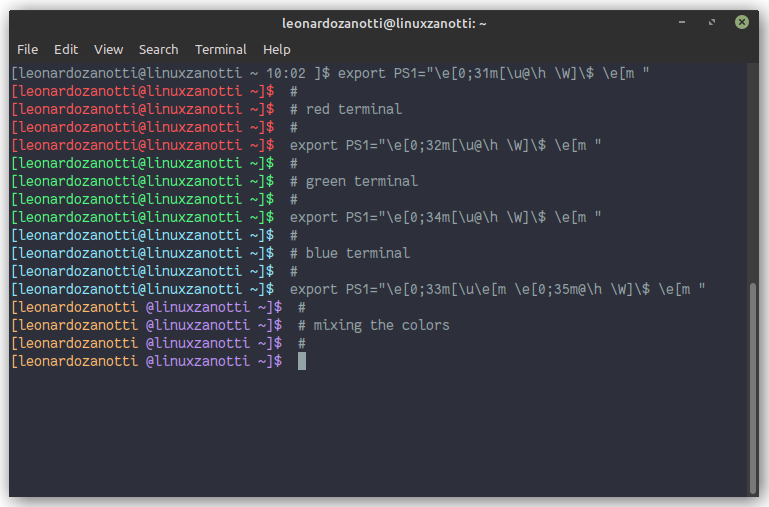 leonardozanotti@linuxzanotti: ~
File Edit View Search Terminal Help
[leonardozanotti@linuxzanotti ~ 10:02 ]$ export PS1="\e[0;31m[\u@\h \W]\$ \e[m "
[leonardozanotti@linuxzanotti ~]$  #
[leonardozanotti@linuxzanotti ~]$  # red terminal
[leonardozanotti@linuxzanotti ~]$  #
[leonardozanotti@linuxzanotti ~]$  export PS1="\e[0;32m[\u@\h \W]\$ \e[m "
[leonardozanotti@linuxzanotti ~]$  #
[leonardozanotti@linuxzanotti ~]$  # green terminal
[leonardozanotti@linuxzanotti ~]$  #
[leonardozanotti@linuxzanotti ~]$  export PS1="\e[0;34m[\u@\h \W]\$ \e[m "
[leonardozanotti@linuxzanotti ~]$  #
[leonardozanotti@linuxzanotti ~]$  # blue terminal
[leonardozanotti@linuxzanotti ~]$  #
[leonardozanotti@linuxzanotti ~]$  export PS1="\e[0;33m[\u\e[m \e[0;35m@\h \W]\$ \e[m "
[leonardozanotti @linuxzanotti ~]$  #
[leonardozanotti @linuxzanotti ~]$  # mixing the colors
[leonardozanotti @linuxzanotti ~]$  #
[leonardozanotti @linuxzanotti ~]$